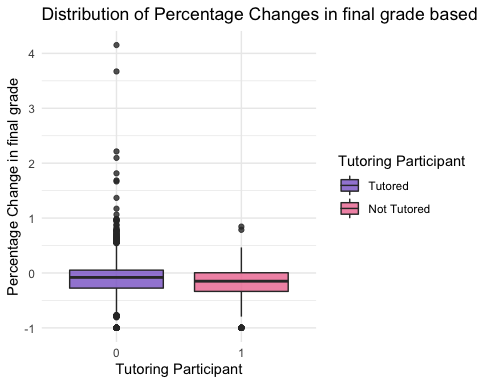 Distribution of Percentage Changes in final grade based
Percentage Change in final grade
4
3
2
1
0
-1
0 1
Tutoring Participant
Tutoring Participant
Tutored
Not Tutored